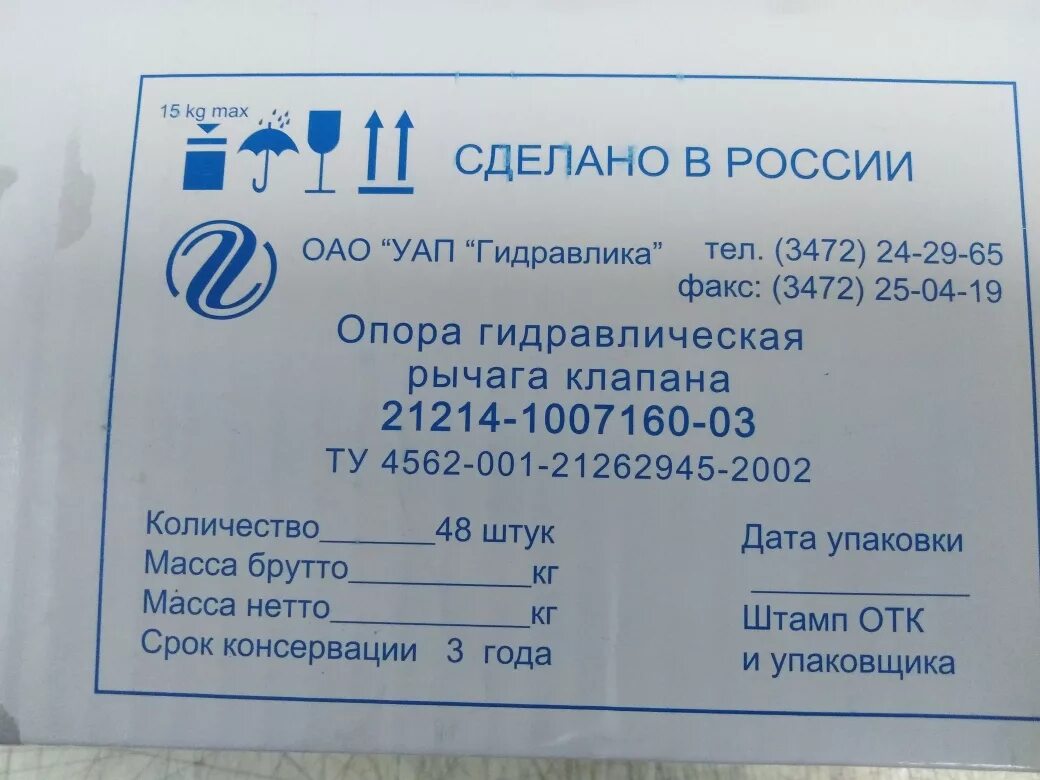 15 kg max
СДЕЛАНО В РОССИИ
ОАО "УАП "Гидравлика"
тел. (3472) 24-29-65
факс: (3472) 25-04-19
Опора гидравлическая
рычага клапана
21214-1007160-03
ТУ 4562-001-21262945-2002
Количество_______48 штук
Масса брутто___________кг
Масса нетто____________кг
Срок консервации 3 года
Дата упаковки
_____________
Штамп ОТК
и упаковщика